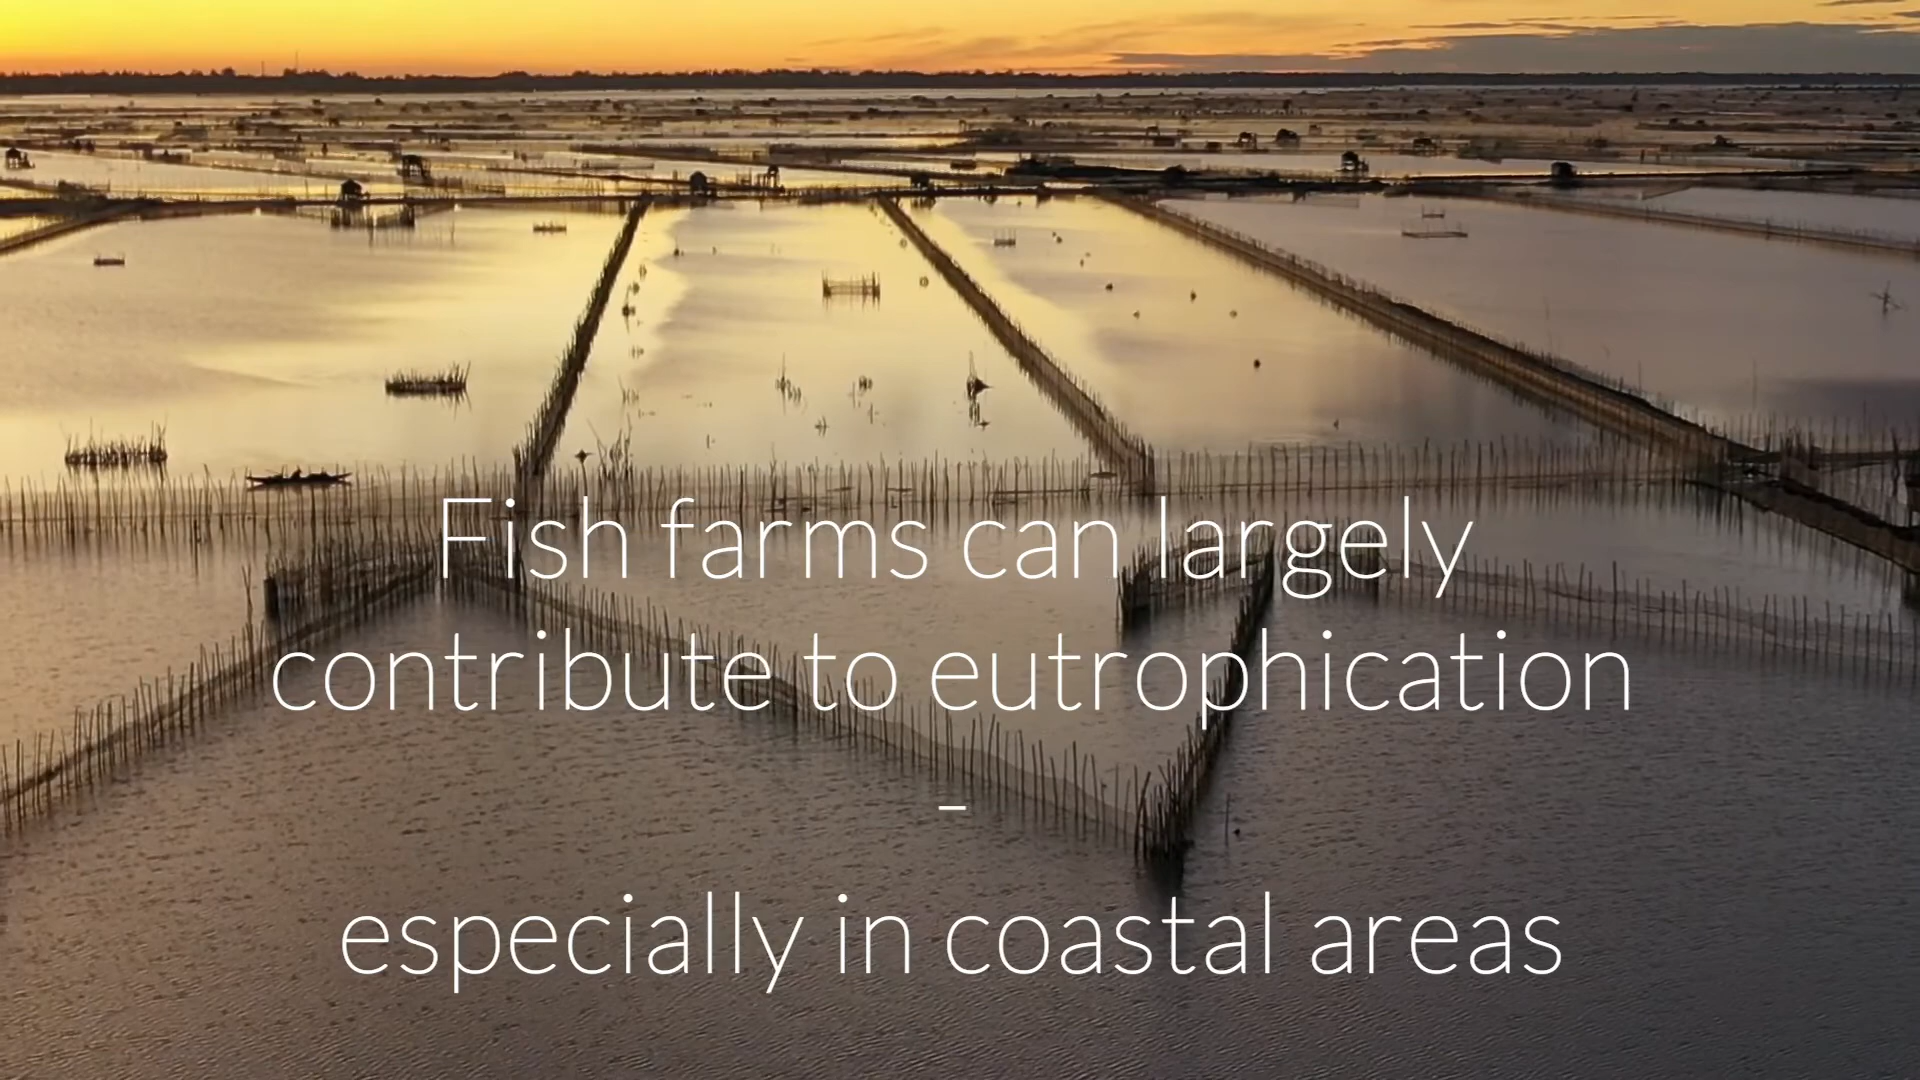 Fish farms can largely
contribute to eutrophication
-
especially in coastal areas